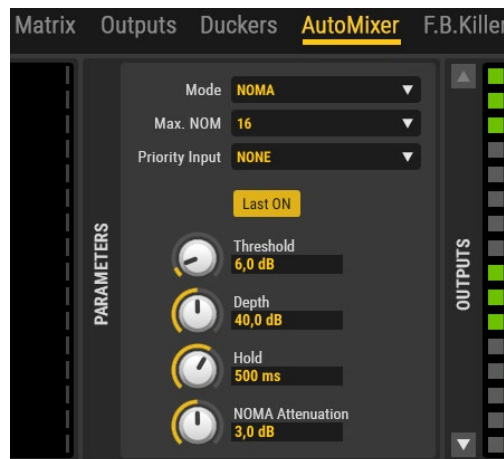 Matrix Outputs Duckers AutoMixer F.B.Killer
Mode NOMA
Max. NOM 16
Priority Input NONE
Last ON
PARAMETERS
Threshold
6,0 dB
Depth
40,0 dB
Hold
500 ms
NOMA Attenuation
3,0 dB
OUTPUTS